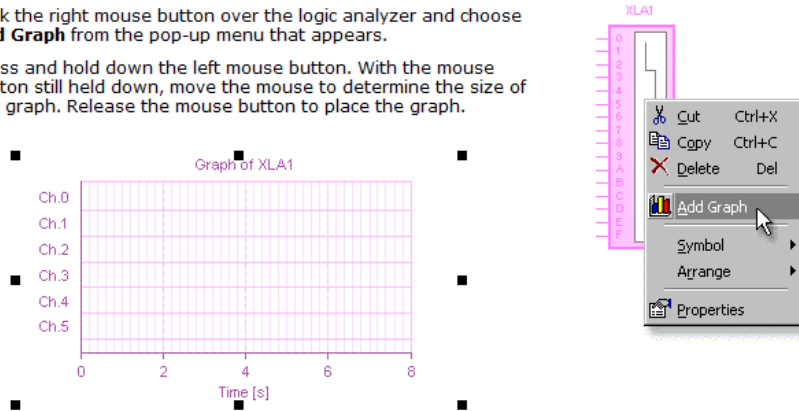 k the right mouse button over the logic analyzer and choose
d Graph from the pop-up menu that appears.
ss and hold down the left mouse button. With the mouse
ton still held down, move the mouse to determine the size of
graph. Release the mouse button to place the graph.
Graph of XLA1
Ch.0
Ch.1
Ch.2
Ch.3
Ch.4
Ch.5
0 2 4 6 8
Time [s]
XLA1
0
1
2
3
4
5
6
7
8
9
A
B
C
D
E
F
Cut Ctrl+X
Copy Ctrl+C
Delete Del
Add Graph
Symbol
Arrange
Properties